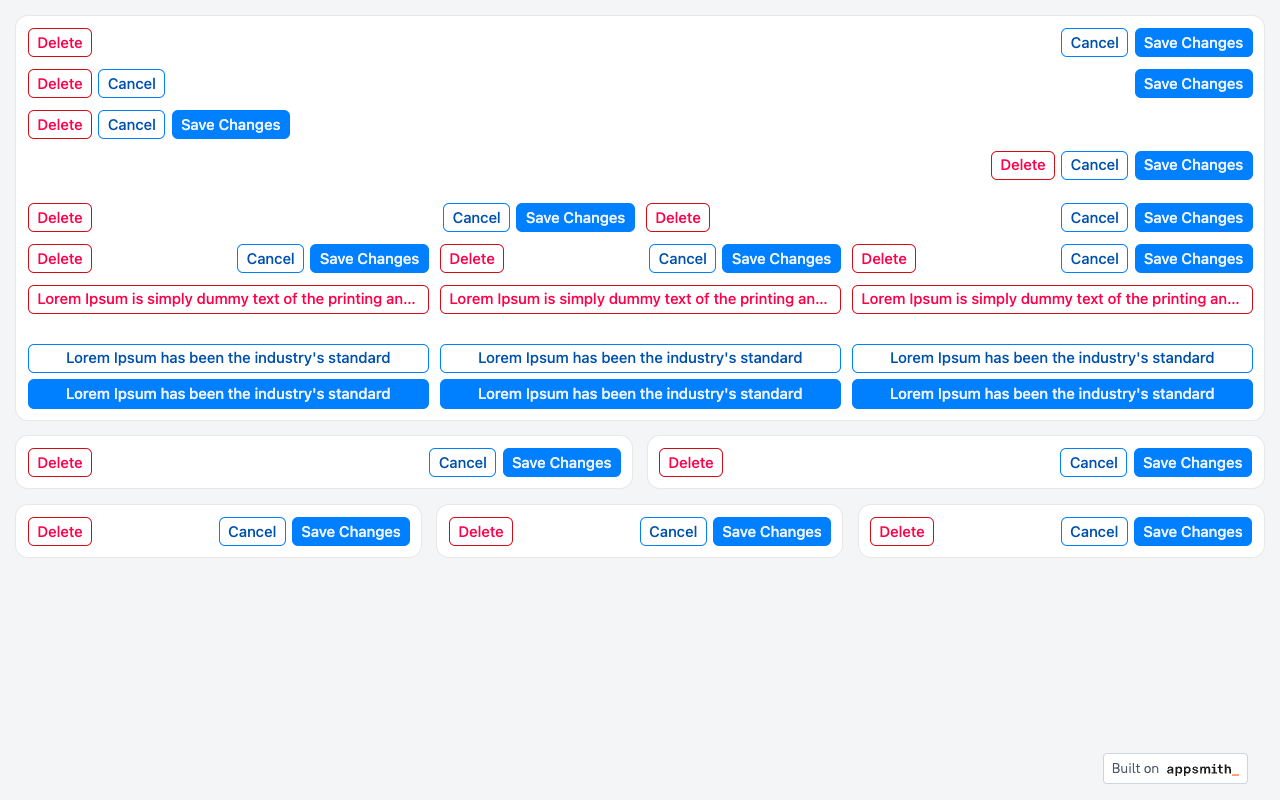 Delete Cancel Save Changes
Delete Cancel Save Changes
Delete Cancel Save Changes
Delete Cancel Save Changes
Delete Cancel Save Changes Delete Cancel Save Changes
Delete Cancel Save Changes Delete Cancel Save Changes Delete Cancel Save Changes
Lorem Ipsum is simply dummy text of the printing an... Lorem Ipsum is simply dummy text of the printing an... Lorem Ipsum is simply dummy text of the printing an...
Lorem Ipsum has been the industry's standard Lorem Ipsum has been the industry's standard Lorem Ipsum has been the industry's standard
Lorem Ipsum has been the industry's standard Lorem Ipsum has been the industry's standard Lorem Ipsum has been the industry's standard
Delete Cancel Save Changes Delete Cancel Save Changes
Delete Cancel Save Changes Delete Cancel Save Changes Delete Cancel Save Changes
Built on appsmith_